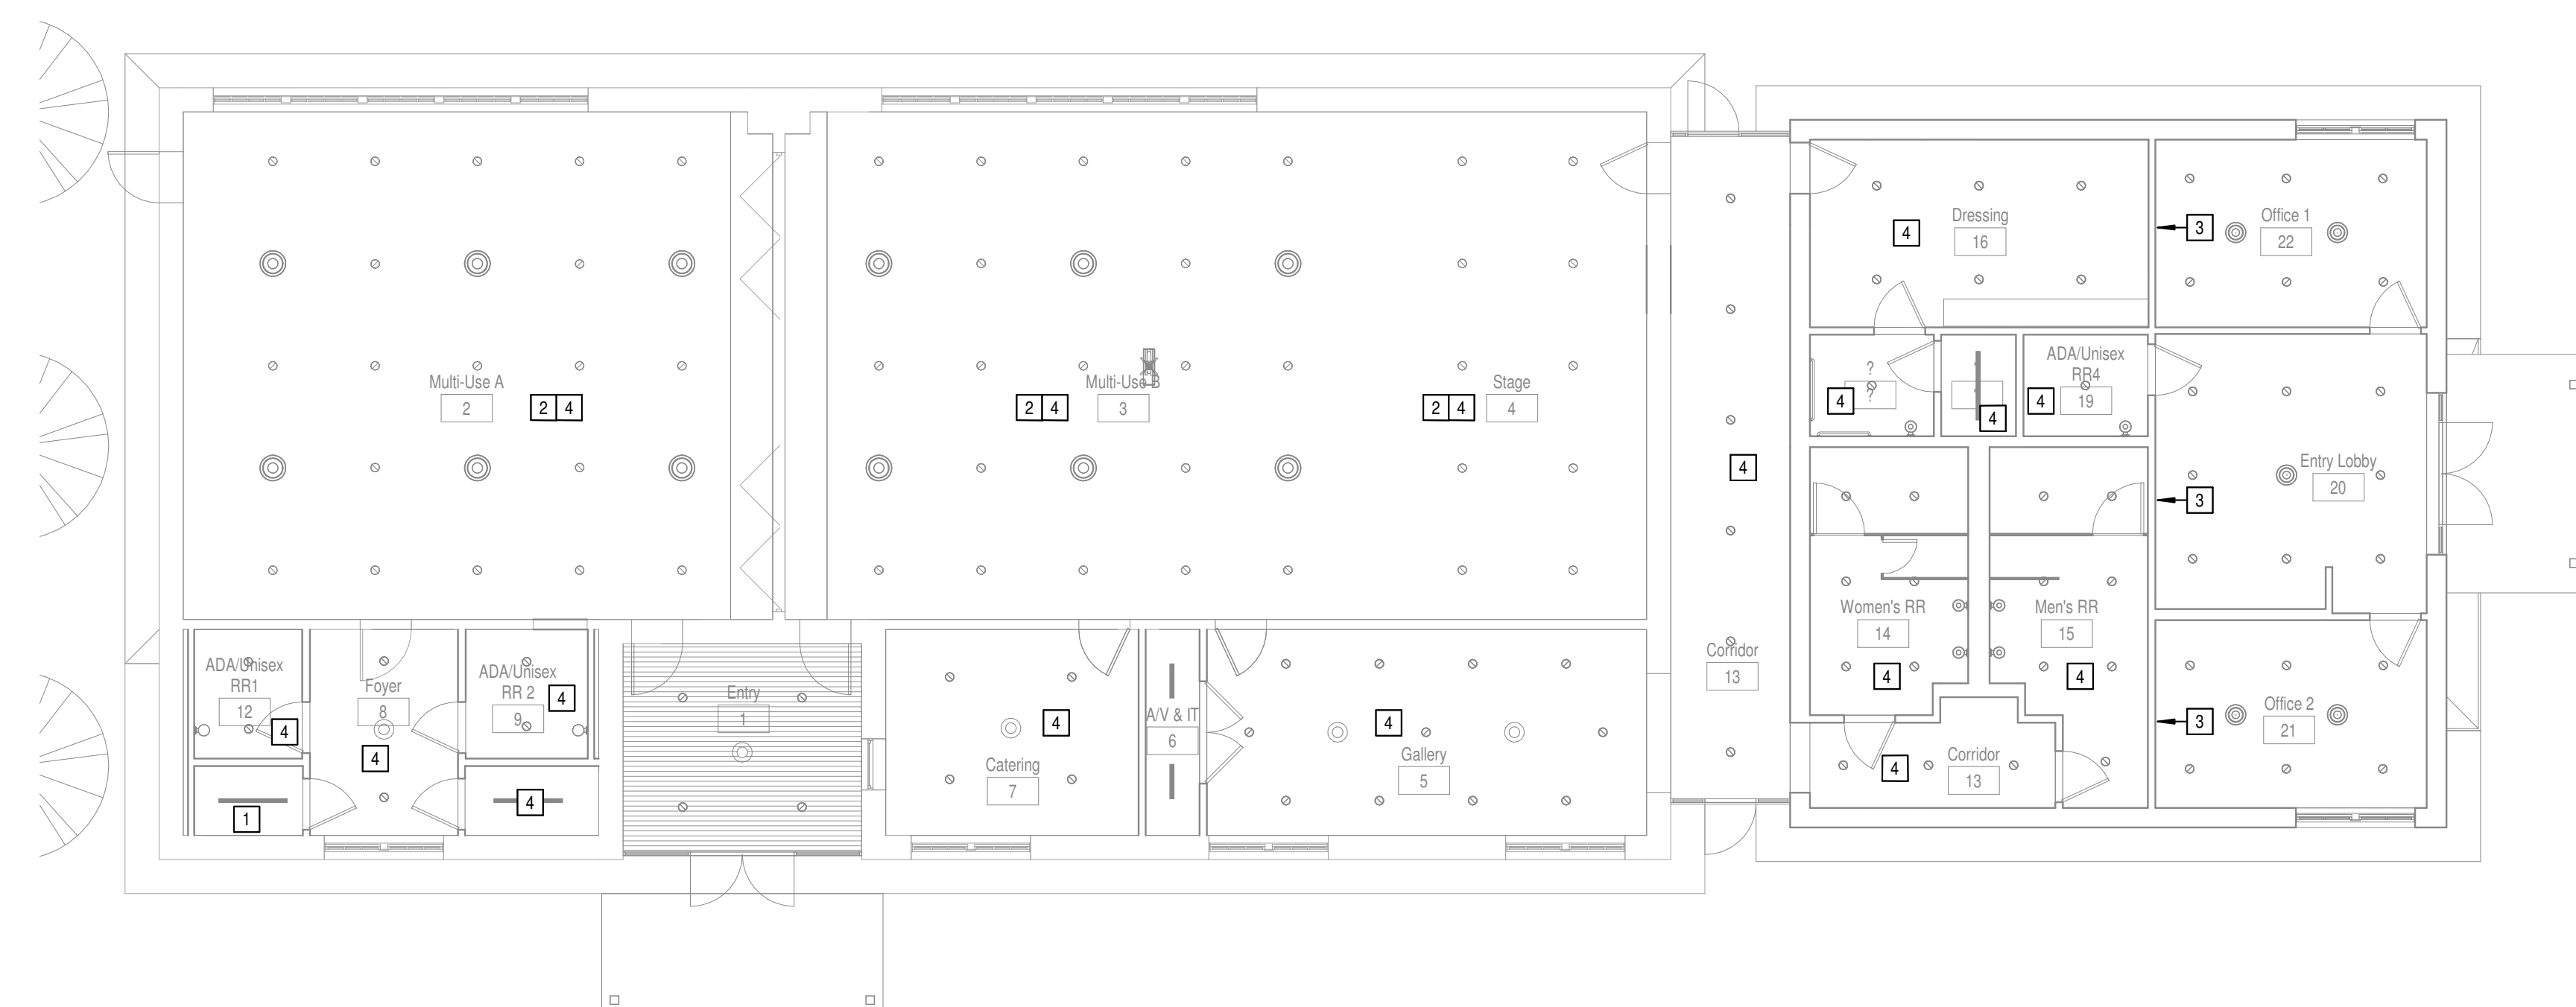 Dressing
16
4
Office 1
22
3
Multi-Use A
2
2 4
Multi-Use B
3
2 4
Stage
4
2 4
?
?
4
4
ADA/Unisex
RR4
19
4
4
Entry Lobby
20
3
Women's RR
14
4
Men's RR
15
4
Corridor
13
ADA/Unisex
RR1
12
4
Foyer
8
4
ADA/Unisex
RR 2
9
4
Entry
1
1
4
Catering
7
4
A/V & IT
6
Gallery
5
4
Corridor
13
4
Office 2
21
3